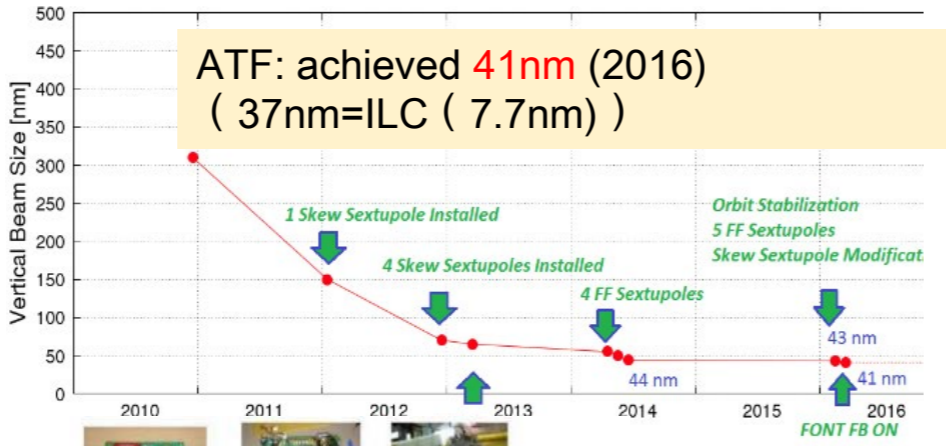 ATF: achieved 41nm (2016)
( 37nm=ILC ( 7.7nm) )
Vertical Beam Size [nm]
500
450
400
350
300
250
200
150
100
50
0
1 Skew Sextupole Installed
4 Skew Sextupoles Installed
4 FF Sextupoles
Orbit Stabilization
5 FF Sextupoles
Skew Sextupole Modificat
43 nm
44 nm
41 nm
2010 2011 2012 2013 2014 2015 2016
FONT FB ON